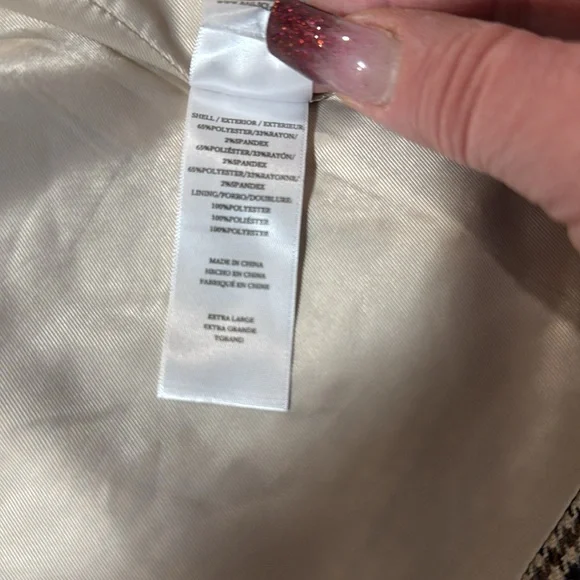 SHELL / EXTERIOR / EXTERIEUR
65%POLYESTER/33%RAYON/
2%SPANDEX
65%POLIÉSTER/33%RAYÓN/
2%SPANDEX
65%POLYESTER/33%RAYONNE/
2%SPANDEX
LINING/FORRO/DOUBLURE:
100%POLYESTER
100%POLIÉSTER
100%POLYESTER
MADE IN CHINA
HECHO EN CHINA
FABRIQUÉ EN CHINE
EXTRA LARGE
EXTRA GRANDE
TGRAND